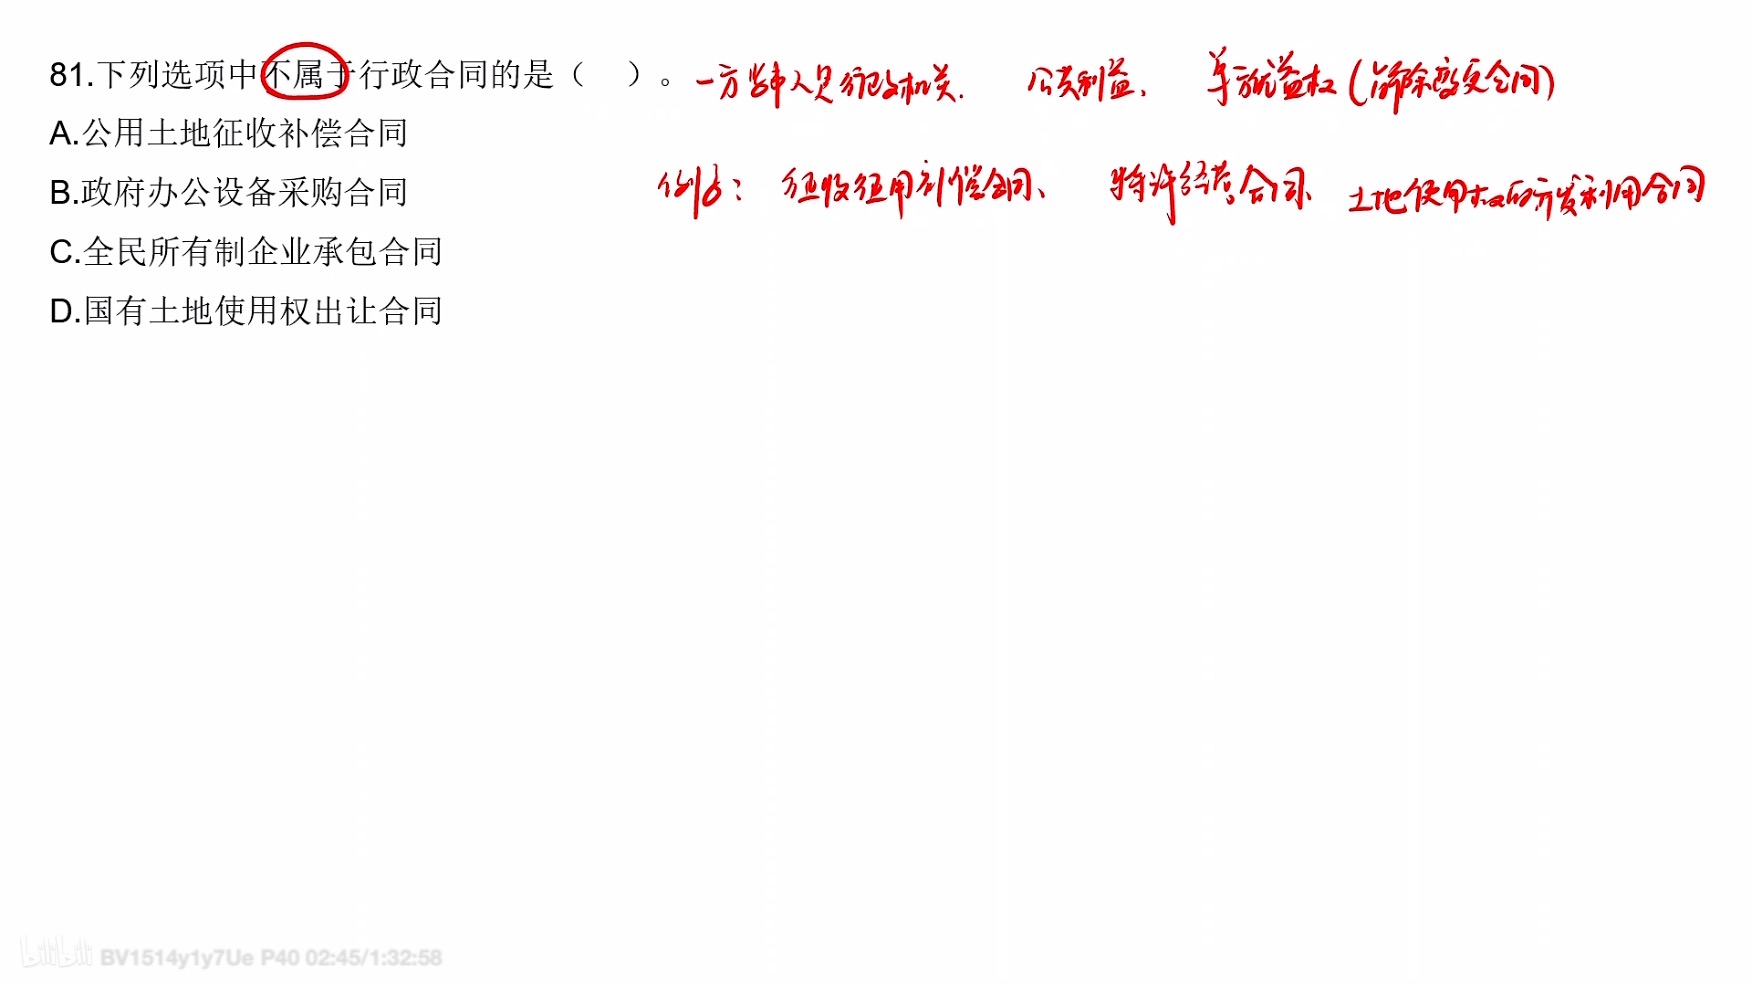 81.下列选项中不属于行政合同的是（　）。 一方当事人是行政机关. 公共利益、 单方优益权(解除变更合同)
A.公用土地征收补偿合同
B.政府办公设备采购合同
例子: 征收征用补偿合同、 特许经营合同、 土地使用权的开发利用合同
C.全民所有制企业承包合同
D.国有土地使用权出让合同
bilibili BV1514y1y7Ue P40 02:45/1:32:58